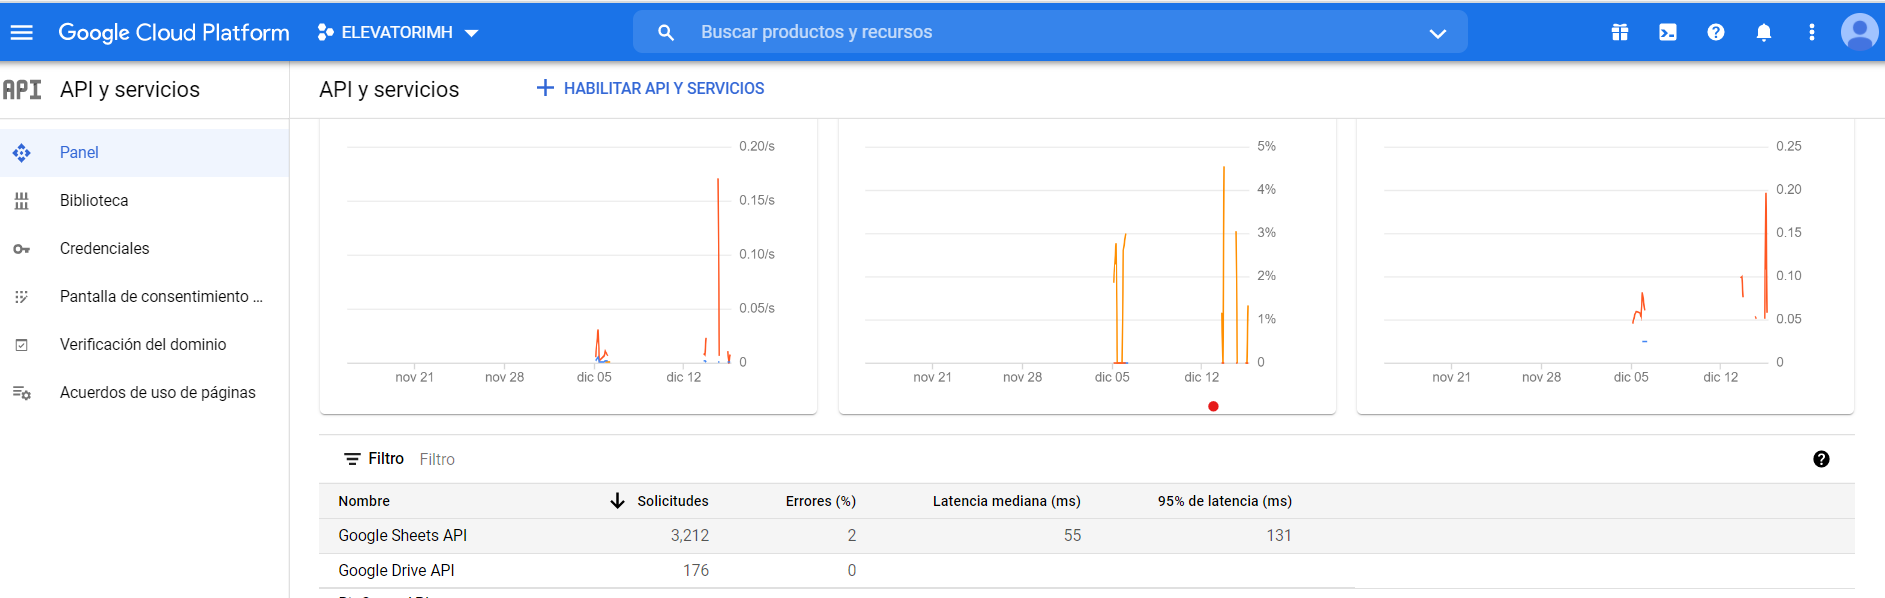 Google Cloud Platform
ELEVATORIMH
Buscar productos y recursos
API
API y servicios
API y servicios
HABILITAR API Y SERVICIOS
Panel
Biblioteca
Credenciales
Pantalla de consentimiento ...
Verificación del dominio
Acuerdos de uso de páginas
0.20/s
0.15/s
0.10/s
0.05/s
0
nov 21
nov 28
dic 05
dic 12
5%
4%
3%
2%
1%
0
nov 21
nov 28
dic 05
dic 12
0.25
0.20
0.15
0.10
0.05
0
nov 21
nov 28
dic 05
dic 12
Filtro Filtro
Nombre Solicitudes Errores (%) Latencia mediana (ms) 95% de latencia (ms)
Google Sheets API 3,212 2 55 131
Google Drive API 176 0